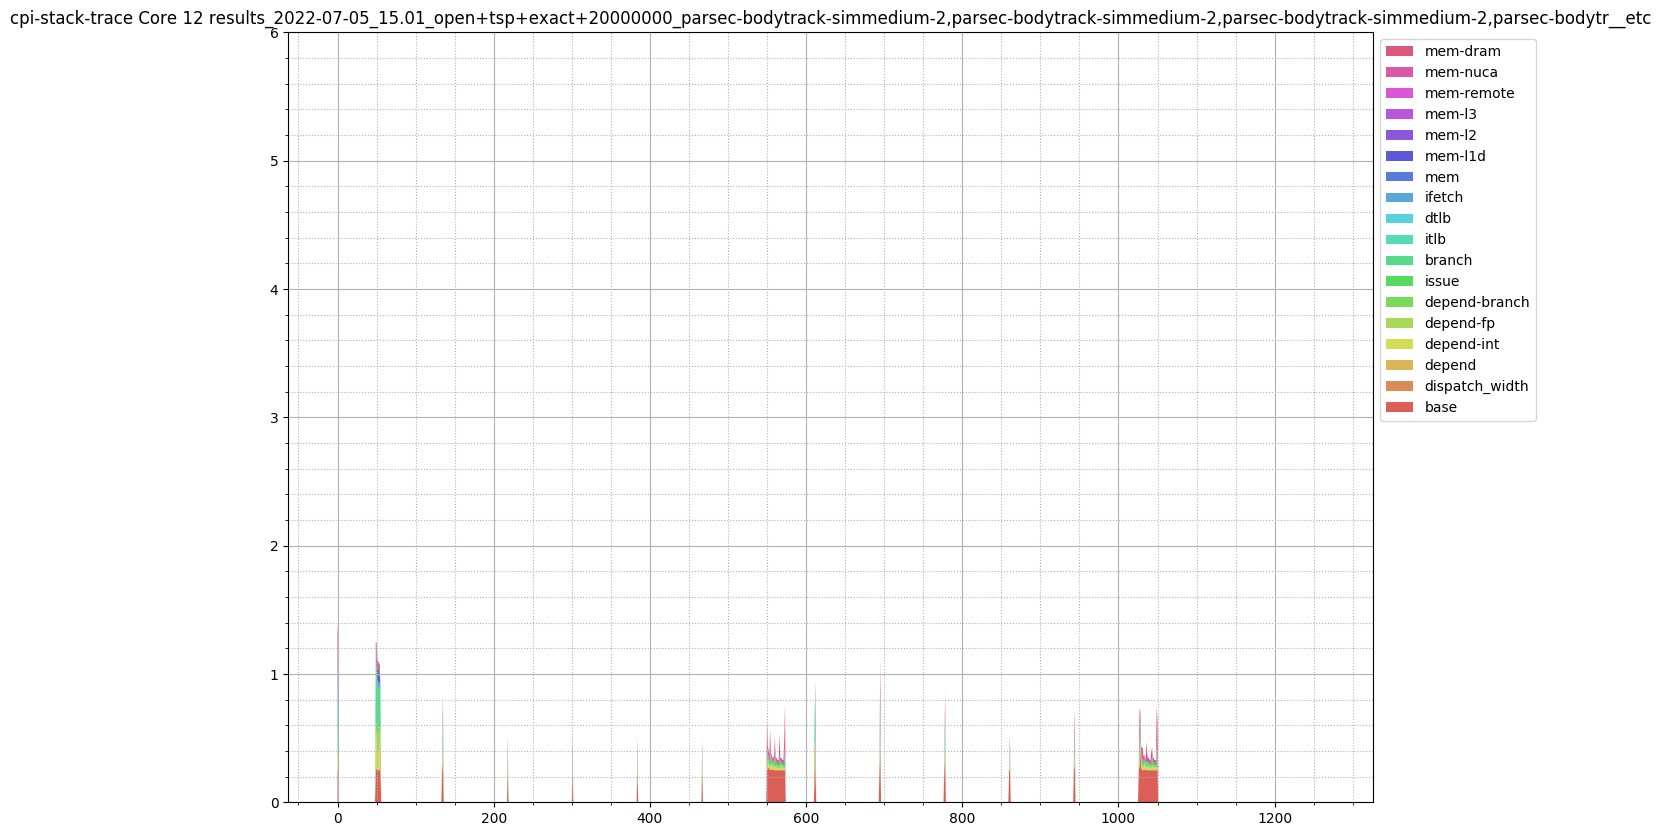 cpi-stack-trace Core 12 results_2022-07-05_15.01_open+tsp+exact+20000000_parsec-bodytrack-simmedium-2,parsec-bodytrack-simmedium-2,parsec-bodytrack-simmedium-2,parsec-bodytr__etc
6
5
4
3
2
1
0
0 200 400 600 800 1000 1200
mem-dram
mem-nuca
mem-remote
mem-l3
mem-l2
mem-l1d
mem
ifetch
dtlb
itlb
branch
issue
depend-branch
depend-fp
depend-int
depend
dispatch_width
base